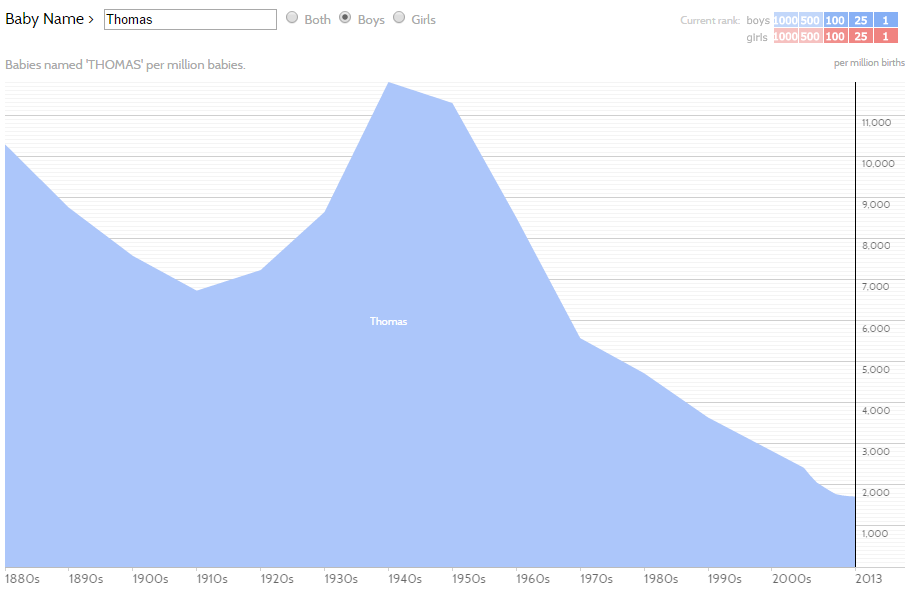 Baby Name > Thomas Both Boys Girls
Current rank: boys 1000 500 100 25 1
girls 1000 500 100 25 1
Babies named 'THOMAS' per million babies.
per million births
11,000
10,000
9,000
8,000
7,000
Thomas
6,000
5,000
4,000
3,000
2,000
1,000
1880s 1890s 1900s 1910s 1920s 1930s 1940s 1950s 1960s 1970s 1980s 1990s 2000s 2013